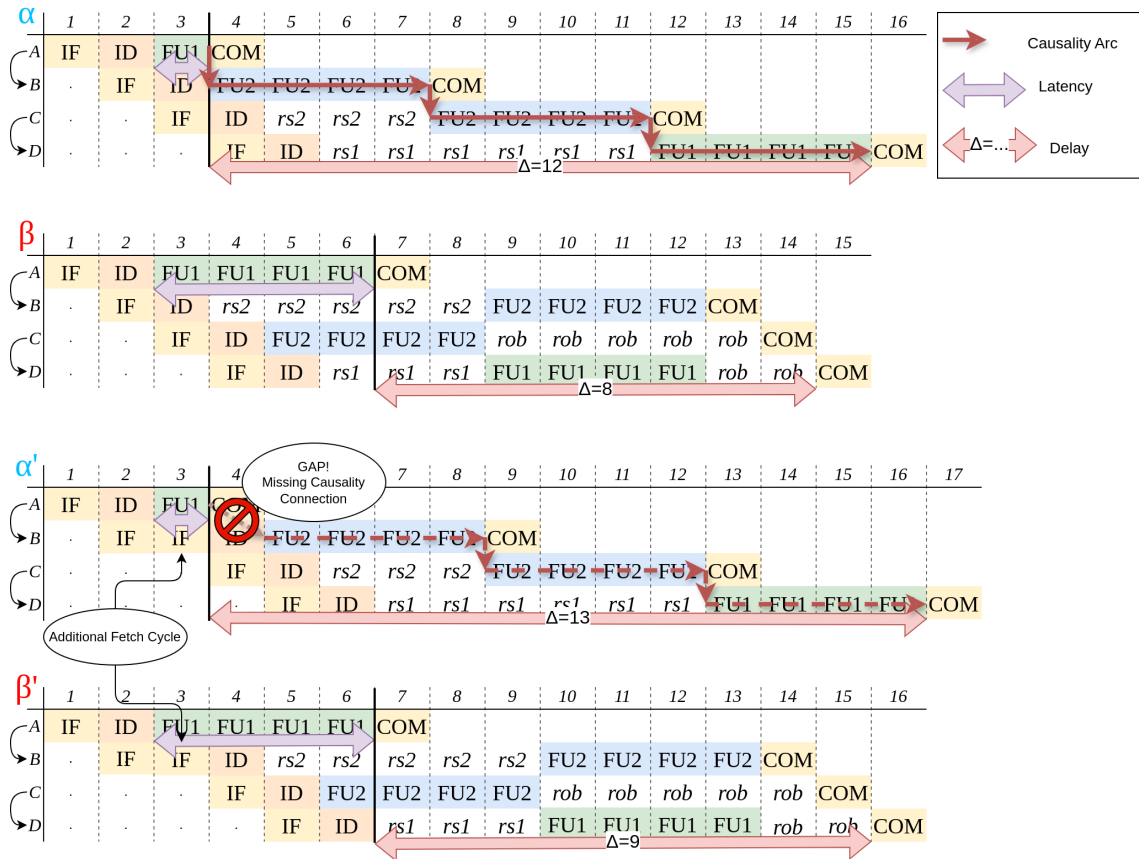 α 1 2 3 4 5 6 7 8 9 10 11 12 13 14 15 16
A IF ID FU1 COM
B . IF ID FU2 FU2 FU2 FU2 COM
C . . IF ID rs2 rs2 rs2 FU2 FU2 FU2 FU2 COM
D . . . IF ID rs1 rs1 rs1 rs1 rs1 rs1 FU1 FU1 FU1 FU1 COM
Δ=12
Causality Arc
Latency
Δ=...
Delay
β 1 2 3 4 5 6 7 8 9 10 11 12 13 14 15
A IF ID FU1 FU1 FU1 FU1 COM
B . IF ID rs2 rs2 rs2 rs2 rs2 FU2 FU2 FU2 FU2 COM
C . . IF ID FU2 FU2 FU2 FU2 rob rob rob rob rob COM
D . . . IF ID rs1 rs1 rs1 FU1 FU1 FU1 FU1 rob rob COM
Δ=8
α' 1 2 3 4 5 6 7 8 9 10 11 12 13 14 15 16 17
GAP!
Missing Causality
Connection
A IF ID FU1 COM
B . IF IF ID FU2 FU2 FU2 FU2 COM
C . . . IF ID rs2 rs2 rs2 FU2 FU2 FU2 FU2 COM
D . . . . IF ID rs1 rs1 rs1 rs1 rs1 rs1 FU1 FU1 FU1 FU1 COM
Δ=13
Additional Fetch Cycle
β' 1 2 3 4 5 6 7 8 9 10 11 12 13 14 15 16
A IF ID FU1 FU1 FU1 FU1 COM
B . IF IF ID rs2 rs2 rs2 rs2 rs2 FU2 FU2 FU2 FU2 COM
C . . . IF ID FU2 FU2 FU2 FU2 rob rob rob rob rob COM
D . . . . IF ID rs1 rs1 rs1 FU1 FU1 FU1 FU1 rob rob COM
Δ=9